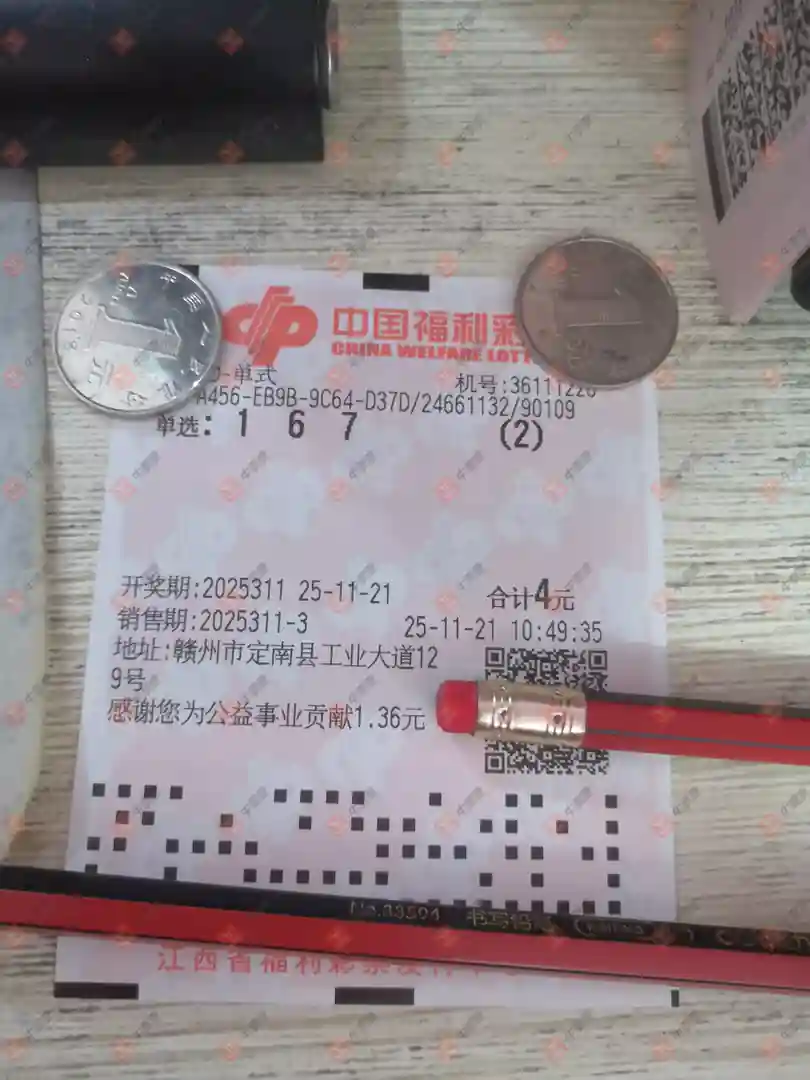 中国福利彩
CHINA WELFARE LOTT
-单式
机号:36111220
A456-EB9B-9C64-D37D/24661132/90109
单选: 1 6 7 (2)
开奖期:2025311 25-11-21 合计4元
销售期:2025311-3 25-11-21 10:49:35
地址:赣州市定南县工业大道12
9号
感谢您为公益事业贡献1.36元
No.33504 书写铅
江西省福利彩票发行